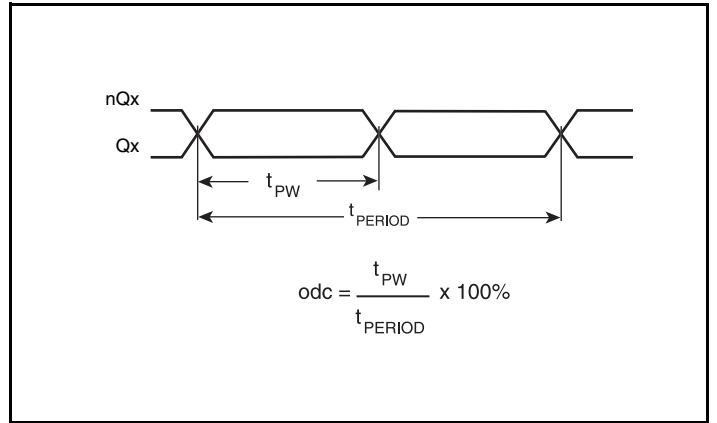 nQx
Qx
tPW
tPERIOD
odc = tPW / tPERIOD x 100%